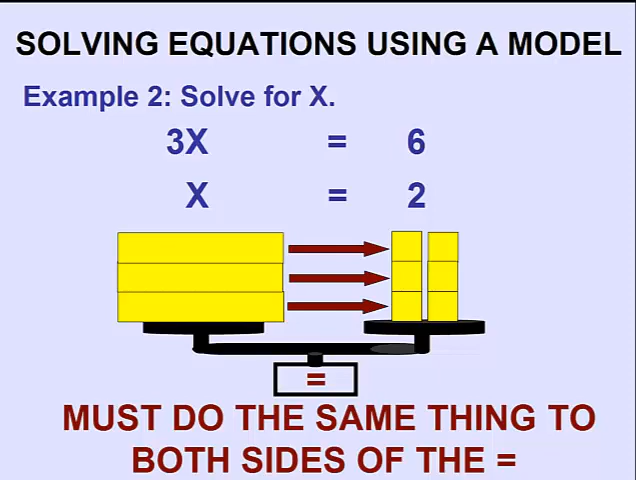 SOLVING EQUATIONS USING A MODEL
Example 2: Solve for X.
3X = 6
X = 2
=
MUST DO THE SAME THING TO
BOTH SIDES OF THE =